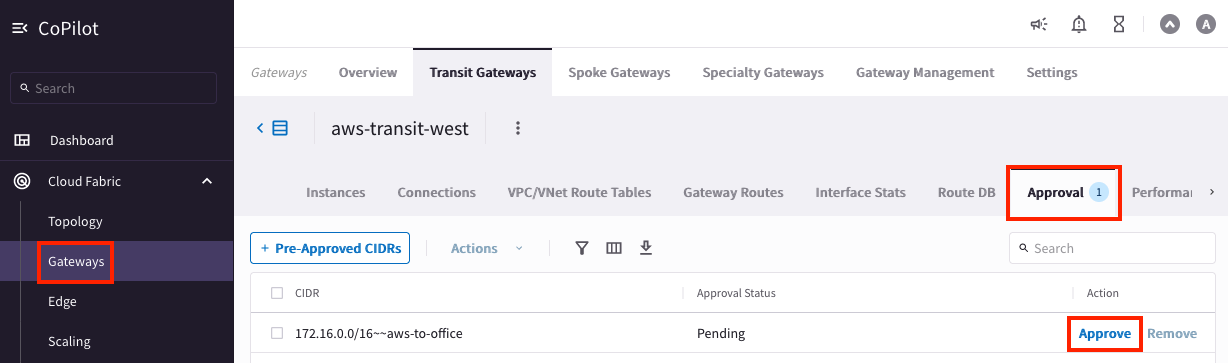 CoPilot
Search
Dashboard
Cloud Fabric
Topology
Gateways
Edge
Scaling
A
Gateways Overview Transit Gateways Spoke Gateways Specialty Gateways Gateway Management Settings
aws-transit-west
Instances Connections VPC/VNet Route Tables Gateway Routes Interface Stats Route DB Approval 1 Performa
+ Pre-Approved CIDRs Actions Search
CIDR Approval Status Action
172.16.0.0/16~~aws-to-office Pending Approve Remove